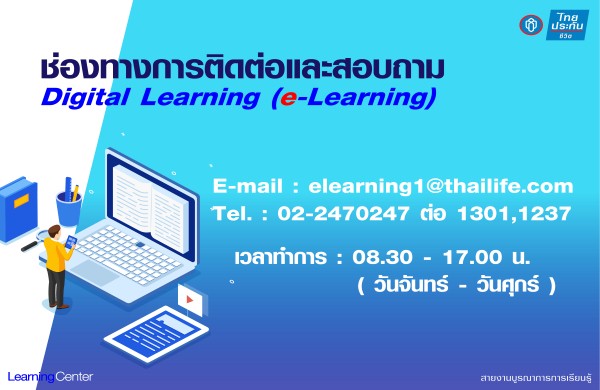 ไทย
ประกัน
ชีวิต
ช่องทางการติดต่อและสอบถาม
Digital Learning (e-Learning)
E-mail : elearning1@thailife.com
Tel. : 02-2470247 ต่อ 1301,1237
เวลาทำการ : 08.30 - 17.00 น.
( วันจันทร์ - วันศุกร์ )
LearningCenter
สายงานบูรณาการการเรียนรู้